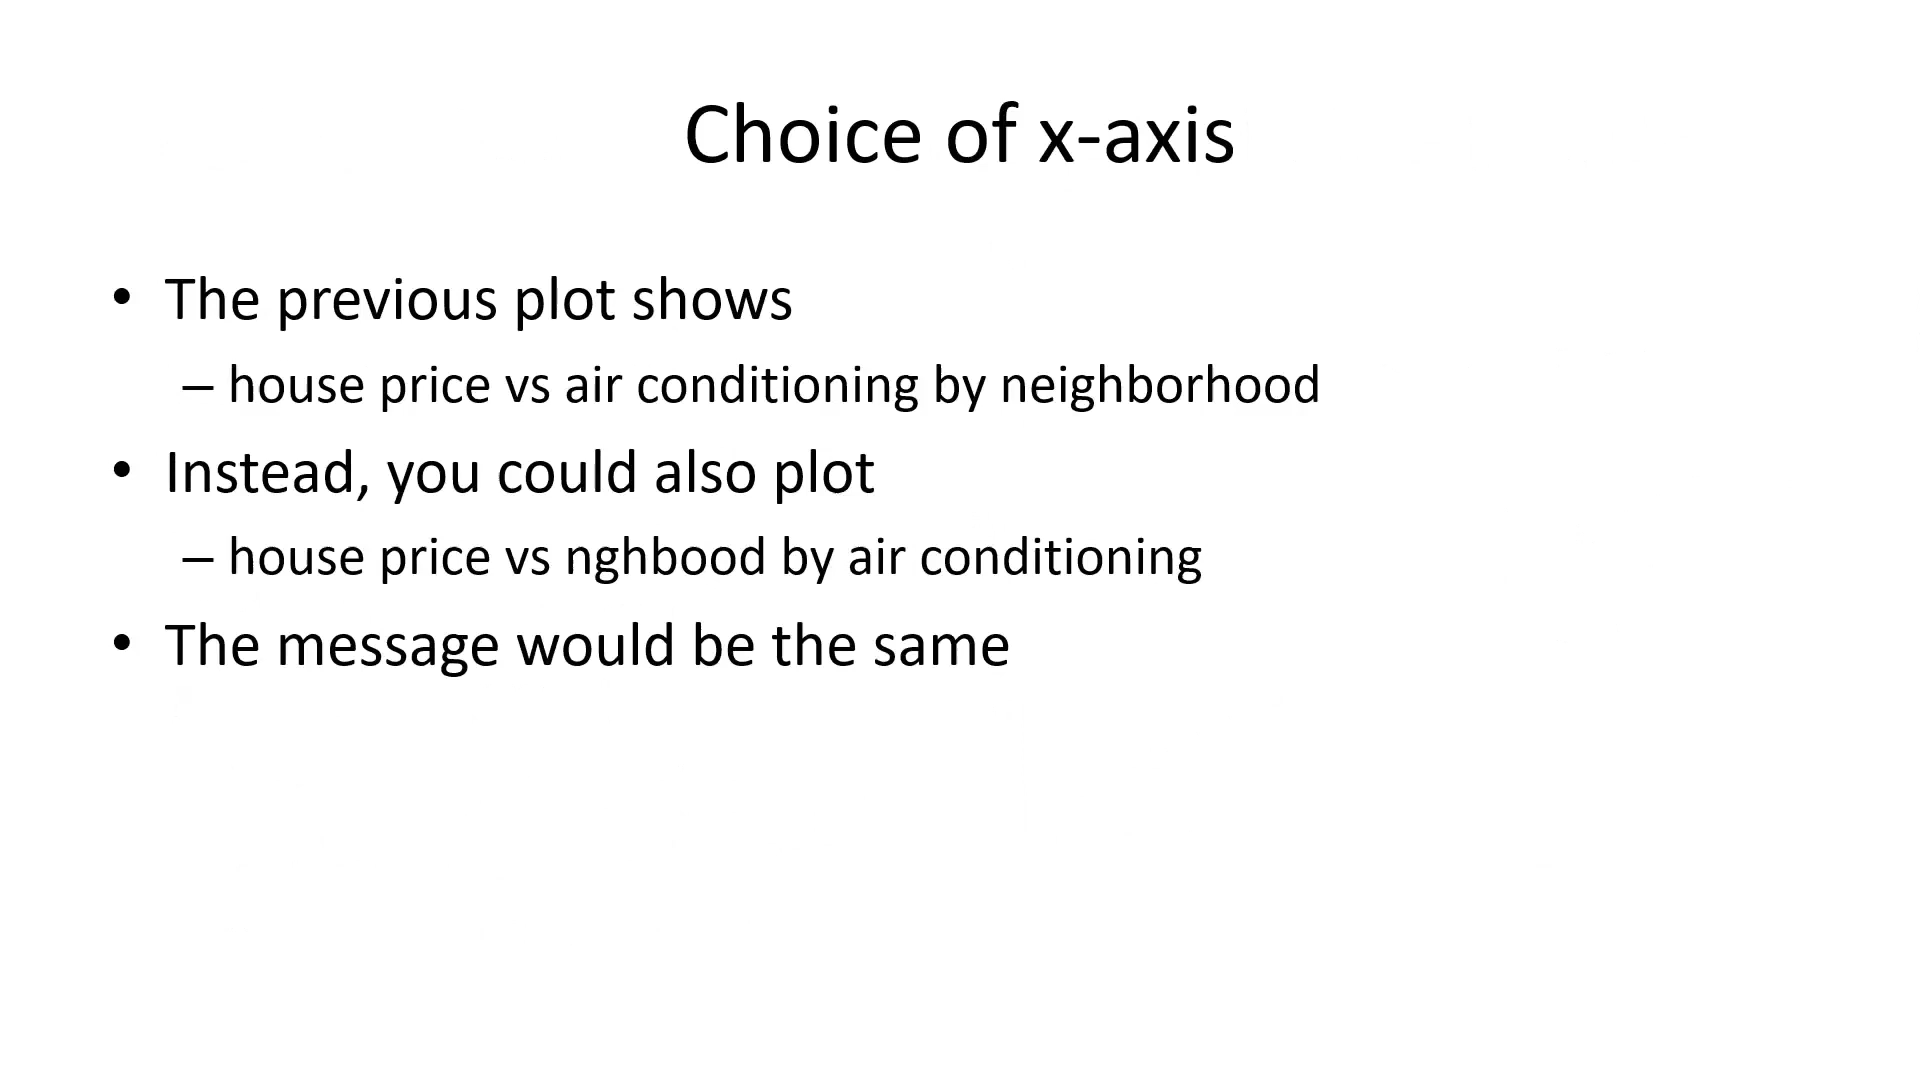 Choice of x-axis
• The previous plot shows
– house price vs air conditioning by neighborhood
• Instead, you could also plot
– house price vs nghbood by air conditioning
• The message would be the same